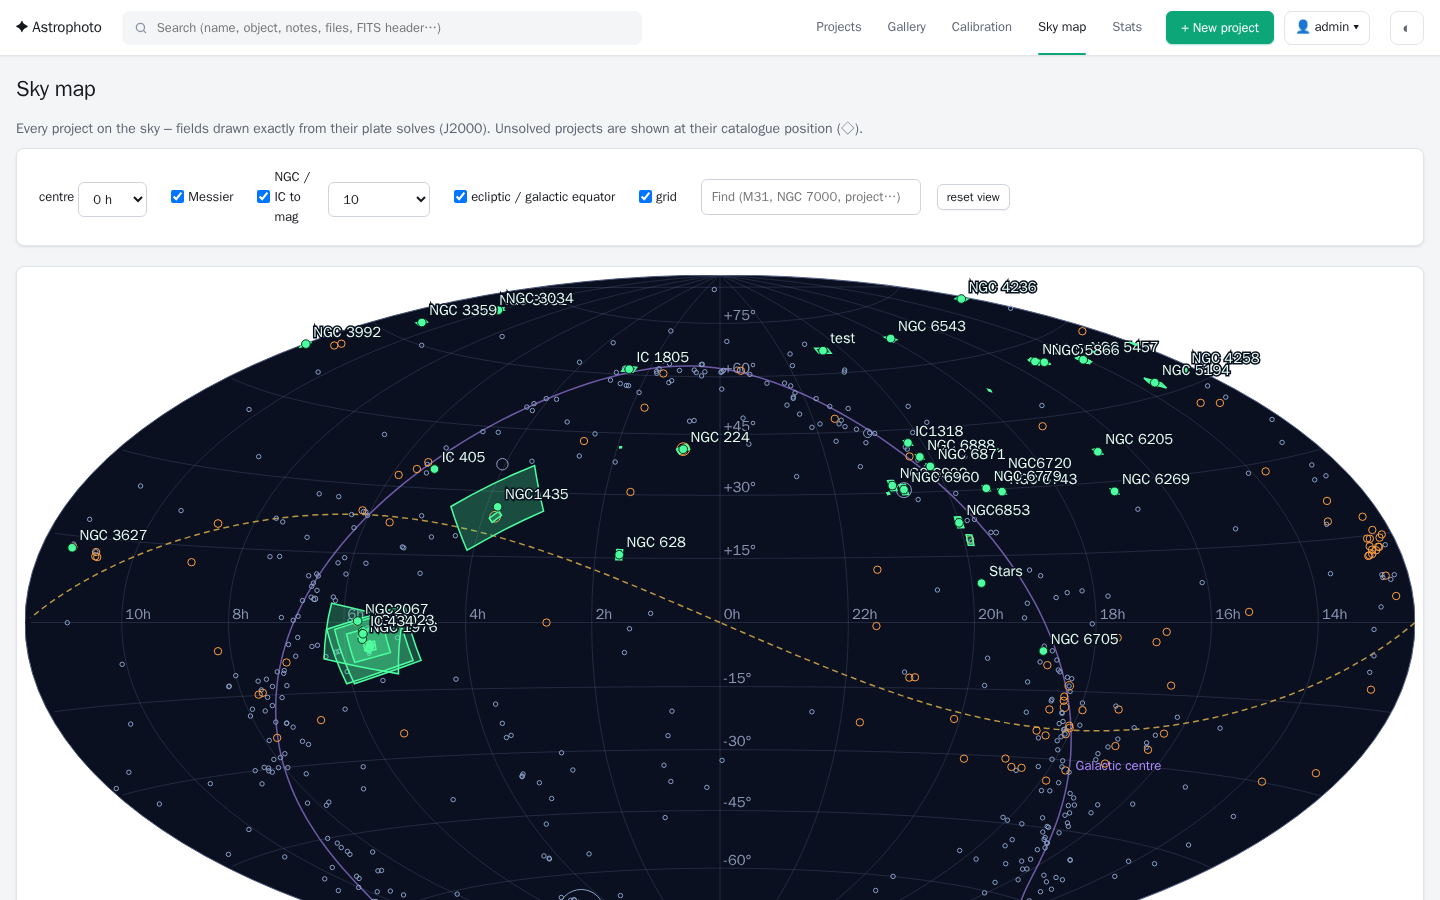 ✦ Astrophoto
Search (name, object, notes, files, FITS header…)
Projects
Gallery
Calibration
Sky map
Stats
+ New project
admin ▾
Sky map
Every project on the sky – fields drawn exactly from their plate solves (J2000). Unsolved projects are shown at their catalogue position (◇).
centre
0 h
Messier
NGC /
IC to
mag
10
ecliptic / galactic equator
grid
Find (M31, NGC 7000, project…)
reset view
NGC 4236
NGC 3034
NGC 3359
+75°
NGC 6543
NGC 3992
test
NGC 5866
5457
NGC 4258
IC 1805
+60°
NGC 5194
IC1318
NGC 224
+45°
NGC 6205
NGC 6888
NGC 6871
IC 405
NGC6720
NGC 6960
NGC6779
NGC 6269
+30°
NGC1435
NGC6853
NGC 3627
NGC 628
+15°
Stars
NGC2067
10h
8h
6h
4h
2h
0h
22h
20h
18h
16h
14h
IC434
NGC 1976
NGC 6705
-15°
-30°
Galactic centre
-45°
-60°